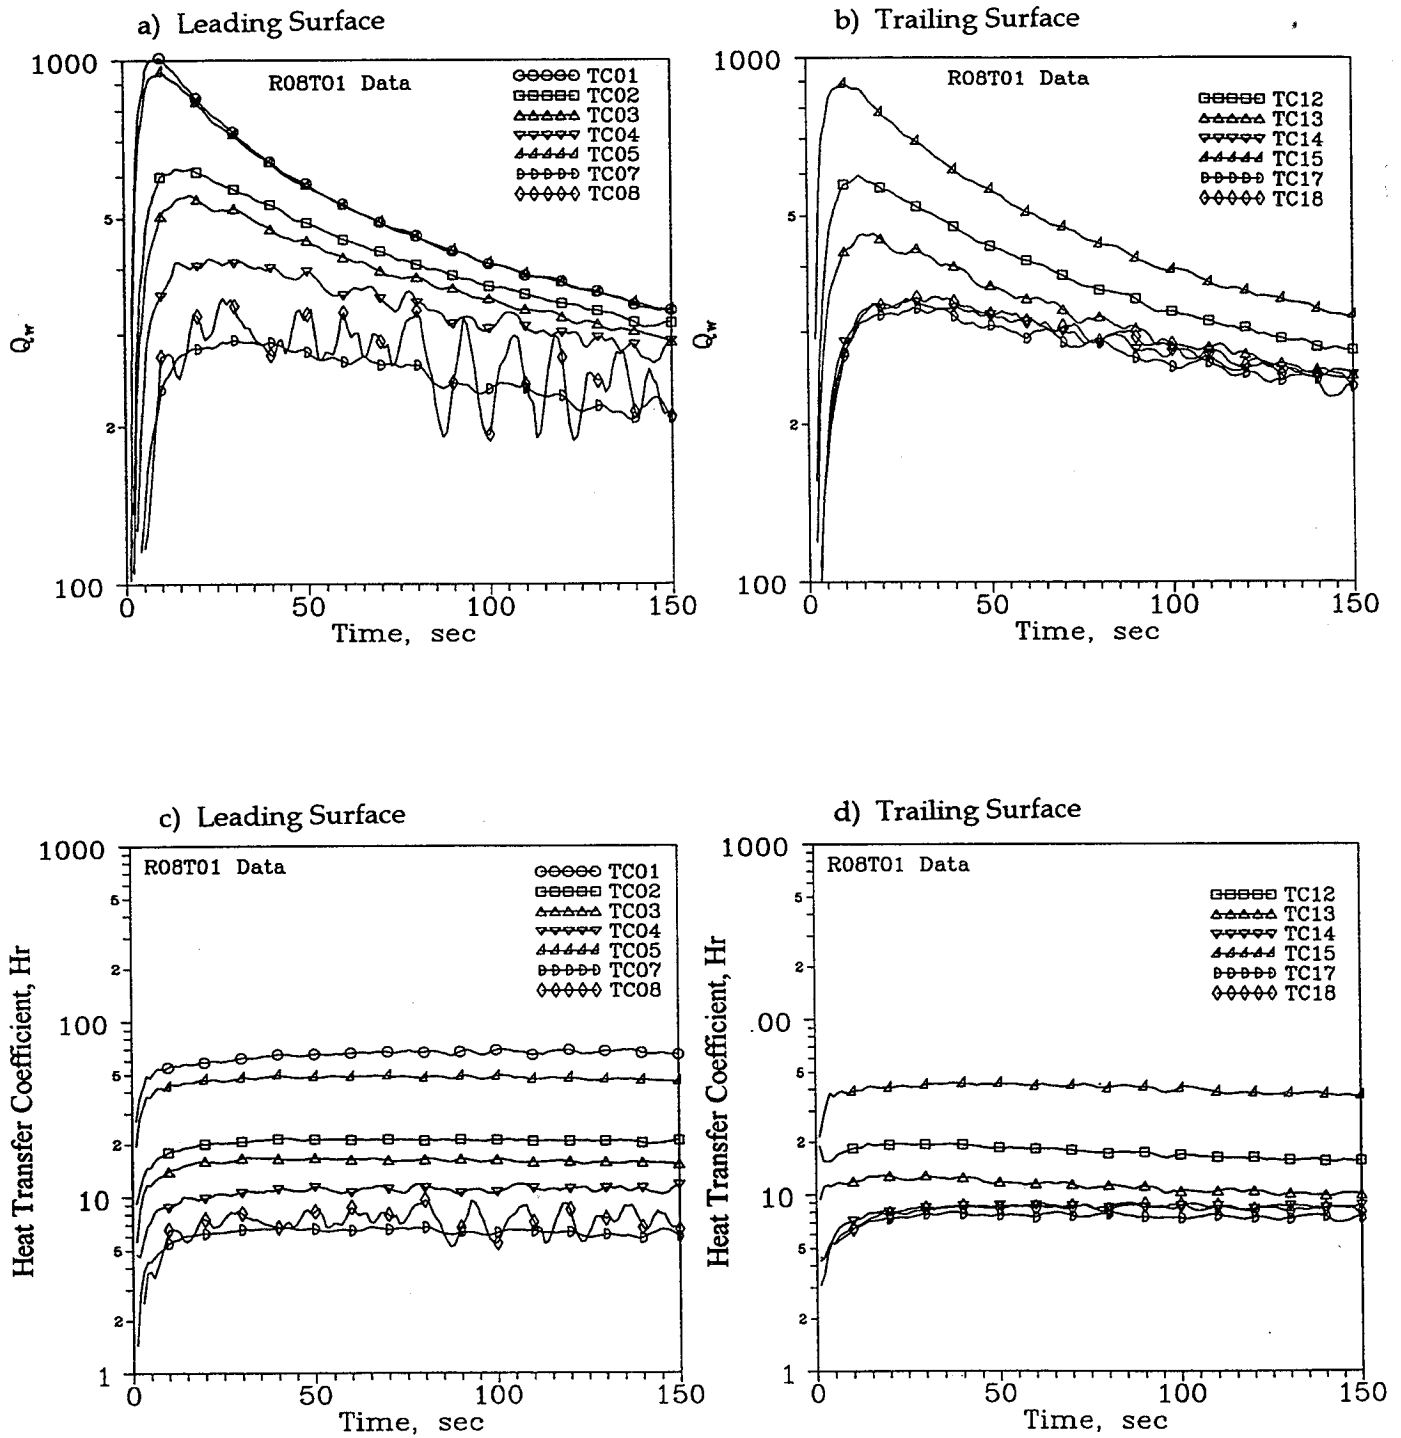 a) Leading Surface
1000
R08T01 Data
TC01
TC02
TC03
TC04
TC05
TC07
TC08
5
Qw
2
100
0
50
100
150
Time, sec
b) Trailing Surface
1000
R08T01 Data
TC12
TC13
TC14
TC15
TC17
TC18
5
Qw
2
100
0
50
100
150
Time, sec
c) Leading Surface
1000
R08T01 Data
TC01
TC02
TC03
TC04
TC05
TC07
TC08
5
2
100
5
2
10
5
2
1
Heat Transfer Coefficient, Hr
0
50
100
150
Time, sec
d) Trailing Surface
1000
R08T01 Data
TC12
TC13
TC14
TC15
TC17
TC18
5
2
.00
5
2
10
5
2
1
Heat Transfer Coefficient, Hr
0
50
100
150
Time, sec